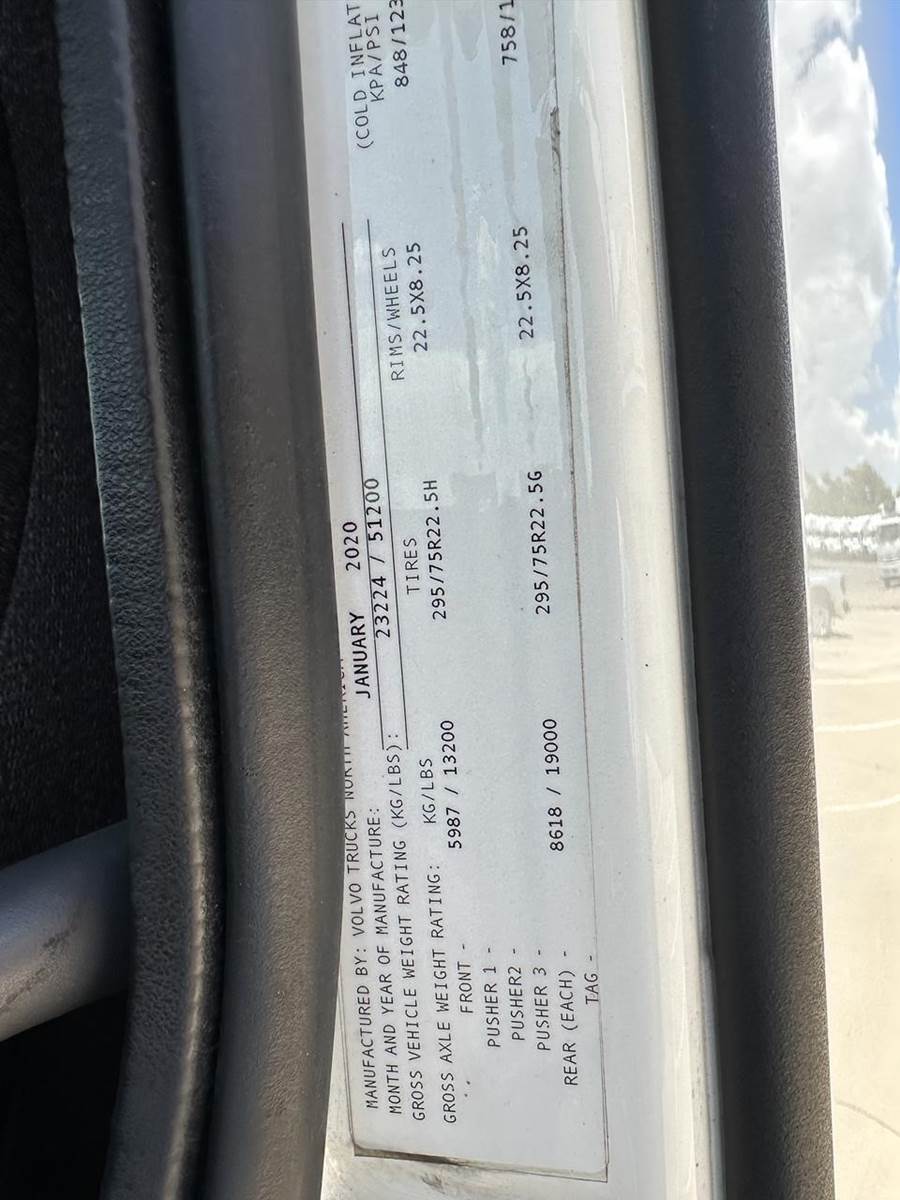 MANUFACTURED BY: VOLVO TRUCKS NORTH AMERICA
MONTH AND YEAR OF MANUFACTURE: JANUARY 2020
GROSS VEHICLE WEIGHT RATING (KG/LBS): 23224 / 51200
(COLD INFLAT
GROSS AXLE WEIGHT RATING: KG/LBS TIRES RIMS/WHEELS KPA/PSI
FRONT - 5987 / 13200 295/75R22.5H 22.5X8.25 848/123
PUSHER 1 -
PUSHER2 -
PUSHER 3 -
REAR (EACH) - 8618 / 19000 295/75R22.5G 22.5X8.25 758/1
TAG -